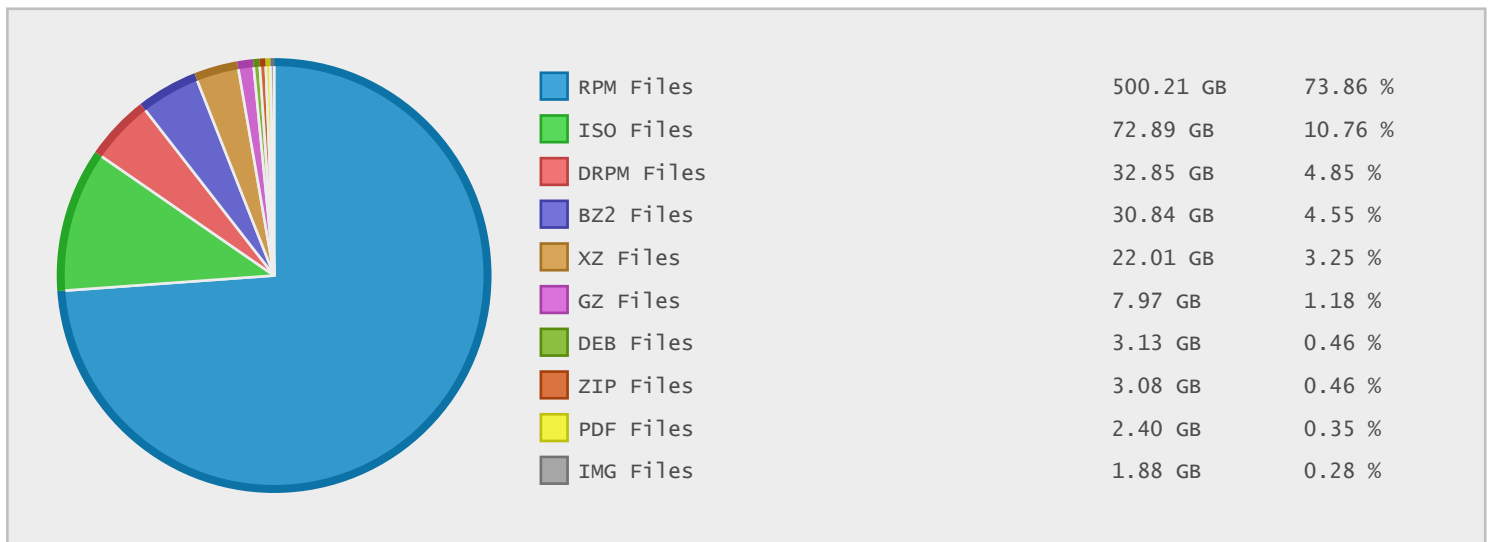 RPM Files 500.21 GB 73.86 %
ISO Files 72.89 GB 10.76 %
DRPM Files 32.85 GB 4.85 %
BZ2 Files 30.84 GB 4.55 %
XZ Files 22.01 GB 3.25 %
GZ Files 7.97 GB 1.18 %
DEB Files 3.13 GB 0.46 %
ZIP Files 3.08 GB 0.46 %
PDF Files 2.40 GB 0.35 %
IMG Files 1.88 GB 0.28 %